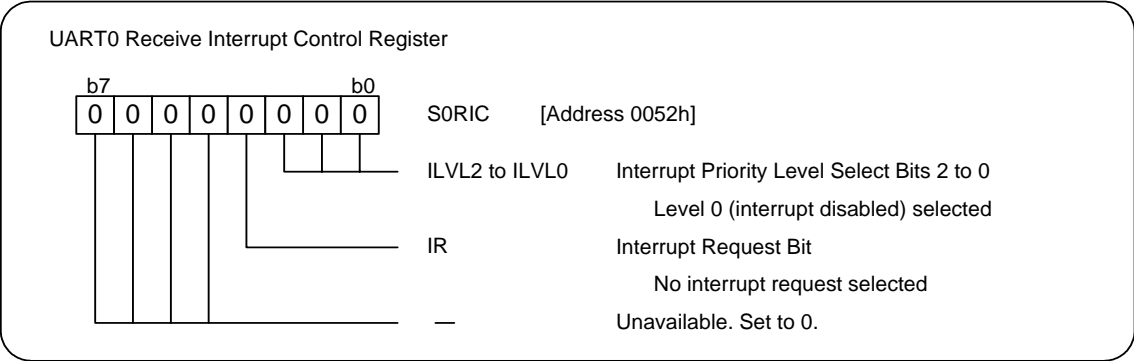 UART0 Receive Interrupt Control Register
b7 b0
0 0 0 0 0 0 0 0 S0RIC [Address 0052h]
ILVL2 to ILVL0 Interrupt Priority Level Select Bits 2 to 0
Level 0 (interrupt disabled) selected
IR Interrupt Request Bit
No interrupt request selected
— Unavailable. Set to 0.